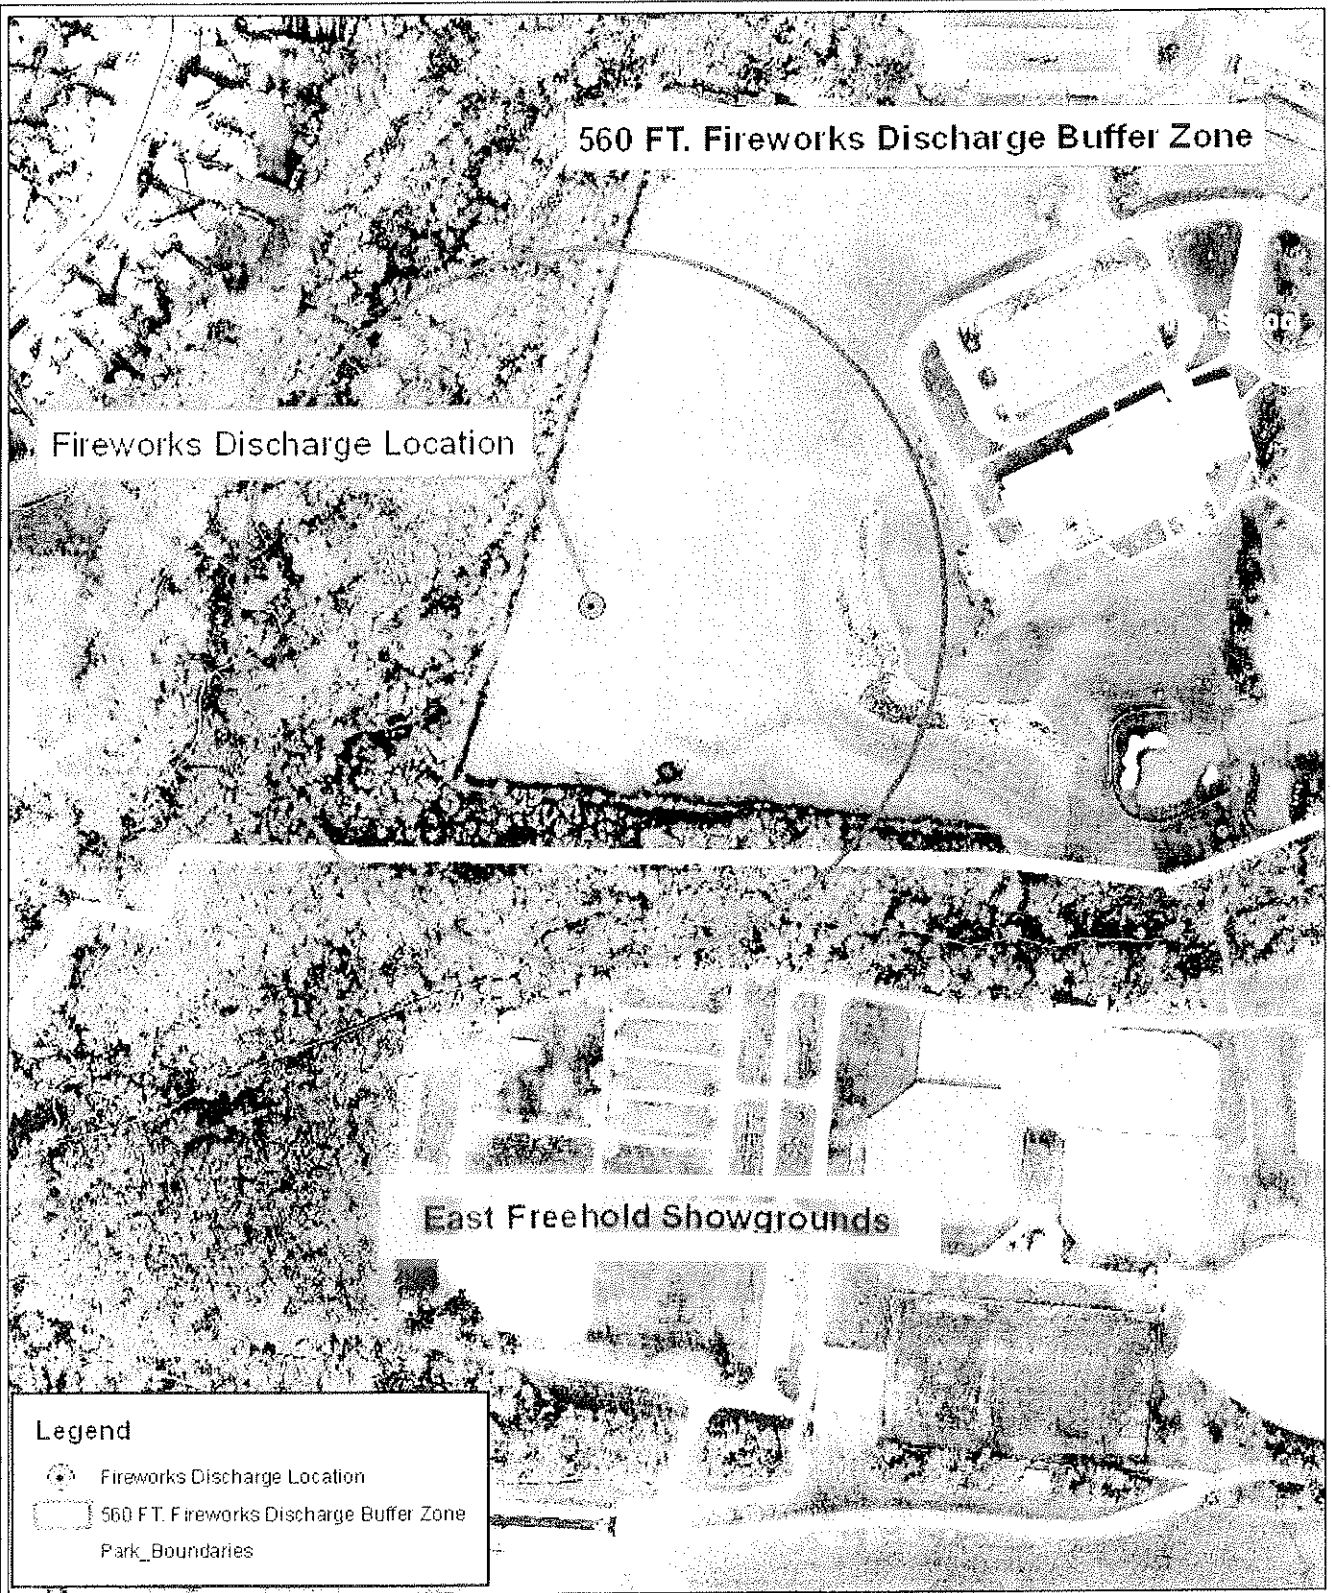 560 FT. Fireworks Discharge Buffer Zone
Fireworks Discharge Location
East Freehold Showgrounds
Legend
Fireworks Discharge Location
560 FT. Fireworks Discharge Buffer Zone
Park_Boundaries